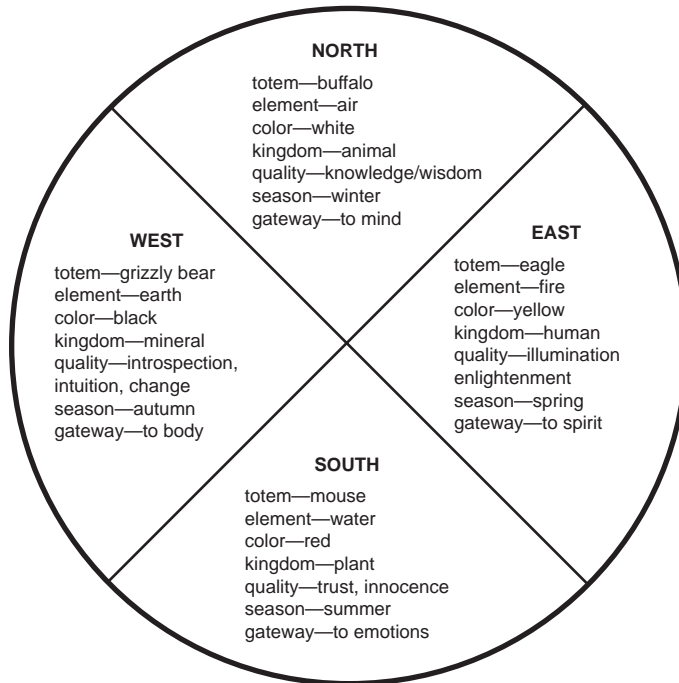 NORTH
totem—buffalo
element—air
color—white
kingdom—animal
quality—knowledge/wisdom
season—winter
gateway—to mind
WEST
totem—grizzly bear
element—earth
color—black
kingdom—mineral
quality—introspection,
intuition, change
season—autumn
gateway—to body
EAST
totem—eagle
element—fire
color—yellow
kingdom—human
quality—illumination
enlightenment
season—spring
gateway—to spirit
SOUTH
totem—mouse
element—water
color—red
kingdom—plant
quality—trust, innocence
season—summer
gateway—to emotions